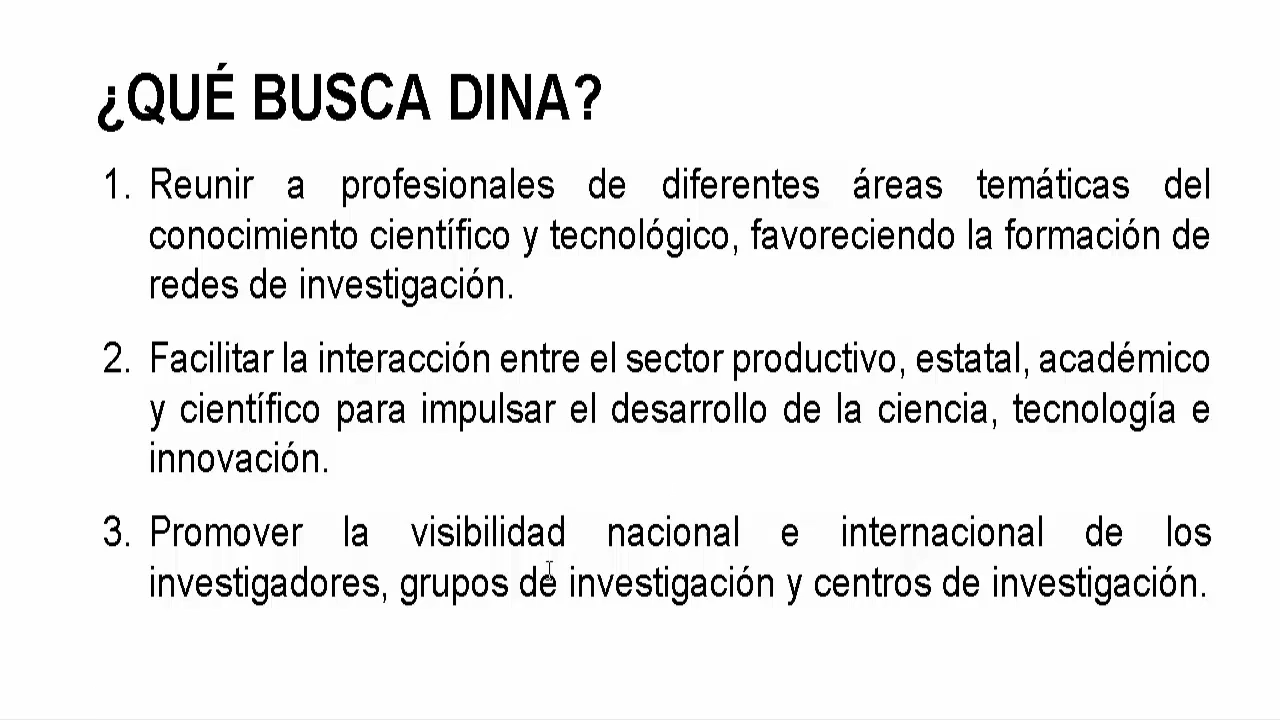 ¿QUÉ BUSCA DINA?
1. Reunir a profesionales de diferentes áreas temáticas del
conocimiento científico y tecnológico, favoreciendo la formación de
redes de investigación.
2. Facilitar la interacción entre el sector productivo, estatal, académico
y científico para impulsar el desarrollo de la ciencia, tecnología e
innovación.
3. Promover la visibilidad nacional e internacional de los
investigadores, grupos de investigación y centros de investigación.